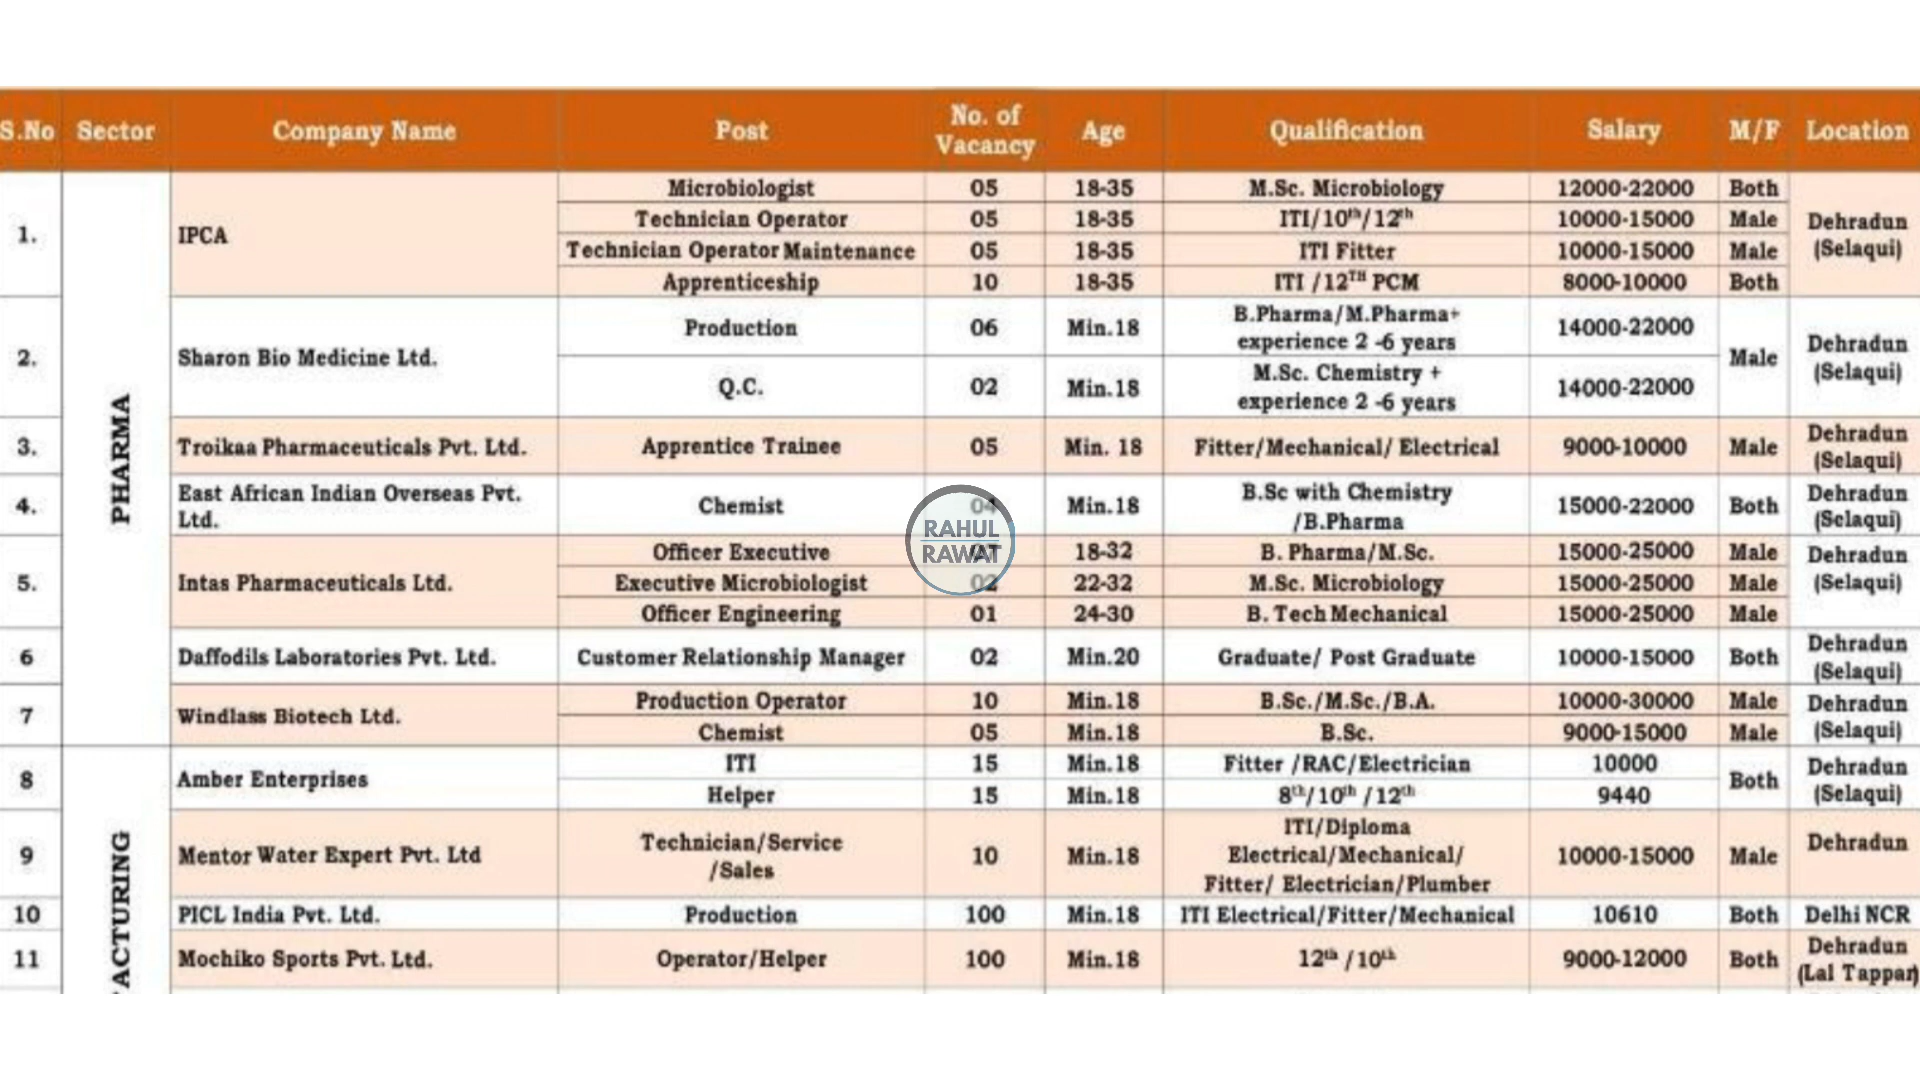 S.No Sector Company Name Post No. of Vacancy Age Qualification Salary M/F Location
PHARMA
1. IPCA Microbiologist 05 18-35 M.Sc. Microbiology 12000-22000 Both Dehradun (Selaqui)
Technician Operator 05 18-35 ITI/10th/12th 10000-15000 Male
Technician Operator Maintenance 05 18-35 ITI Fitter 10000-15000 Male
Apprenticeship 10 18-35 ITI /12TH PCM 8000-10000 Both
2. Sharon Bio Medicine Ltd. Production 06 Min.18 B.Pharma/M.Pharma+ experience 2 -6 years 14000-22000 Male Dehradun (Selaqui)
Q.C. 02 Min.18 M.Sc. Chemistry + experience 2 -6 years 14000-22000
3. Troikaa Pharmaceuticals Pvt. Ltd. Apprentice Trainee 05 Min. 18 Fitter/Mechanical/ Electrical 9000-10000 Male Dehradun (Selaqui)
4. East African Indian Overseas Pvt. Ltd. Chemist 04 Min.18 B.Sc with Chemistry /B.Pharma 15000-22000 Both Dehradun (Selaqui)
RAHUL
RAWAT
5. Intas Pharmaceuticals Ltd. Officer Executive 18-32 B. Pharma/M.Sc. 15000-25000 Male Dehradun (Selaqui)
Executive Microbiologist 02 22-32 M.Sc. Microbiology 15000-25000 Male
Officer Engineering 01 24-30 B. Tech Mechanical 15000-25000 Male
6 Daffodils Laboratories Pvt. Ltd. Customer Relationship Manager 02 Min.20 Graduate/ Post Graduate 10000-15000 Both Dehradun (Selaqui)
7 Windlass Biotech Ltd. Production Operator 10 Min.18 B.Sc./M.Sc./B.A. 10000-30000 Male Dehradun (Selaqui)
Chemist 05 Min.18 B.Sc. 9000-15000 Male
ACTURING
8 Amber Enterprises ITI 15 Min.18 Fitter /RAC/Electrician 10000 Both Dehradun (Selaqui)
Helper 15 Min.18 8th/10th /12th 9440
9 Mentor Water Expert Pvt. Ltd Technician/Service /Sales 10 Min.18 ITI/Diploma Electrical/Mechanical/ Fitter/ Electrician/Plumber 10000-15000 Male Dehradun
10 PICL India Pvt. Ltd. Production 100 Min.18 ITI Electrical/Fitter/Mechanical 10610 Both Delhi NCR
11 Mochiko Sports Pvt. Ltd. Operator/Helper 100 Min.18 12th /10th 9000-12000 Both Dehradun (Lal Tappar)